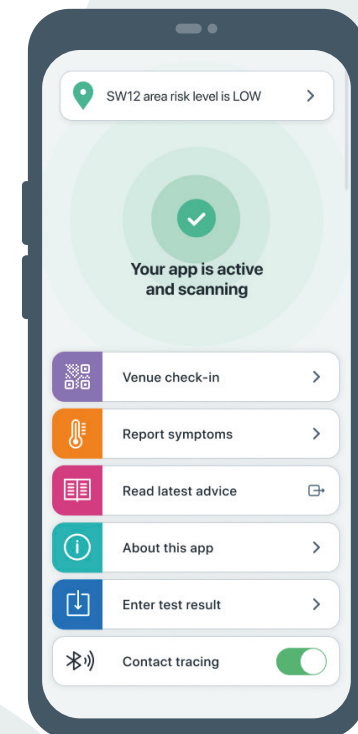 SW12 area risk level is LOW
Your app is active
and scanning
Venue check-in
Report symptoms
Read latest advice
About this app
Enter test result
Contact tracing